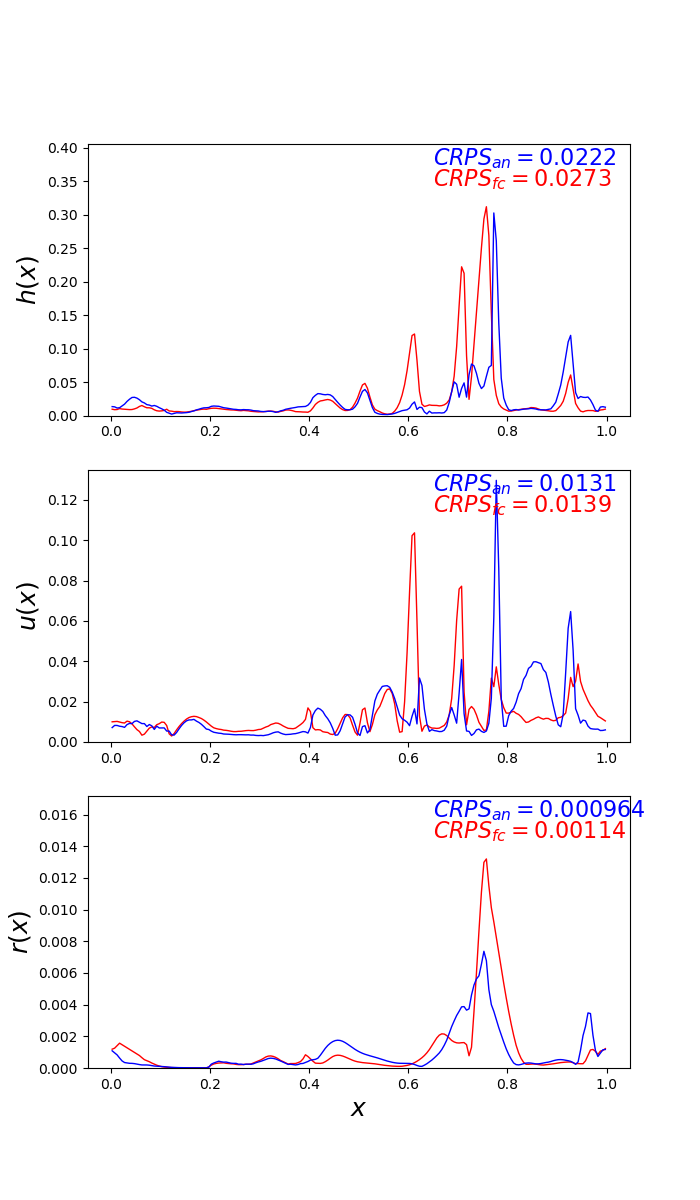 0.40
0.35
0.30
0.25
0.20
0.15
0.10
0.05
0.00
h(x)
CRPS_an = 0.0222
CRPS_fc = 0.0273
0.0 0.2 0.4 0.6 0.8 1.0
0.12
0.10
0.08
0.06
0.04
0.02
0.00
u(x)
CRPS_an = 0.0131
CRPS_fc = 0.0139
0.0 0.2 0.4 0.6 0.8 1.0
0.016
0.014
0.012
0.010
0.008
0.006
0.004
0.002
0.000
r(x)
CRPS_an = 0.000964
CRPS_fc = 0.00114
0.0 0.2 0.4 0.6 0.8 1.0
x